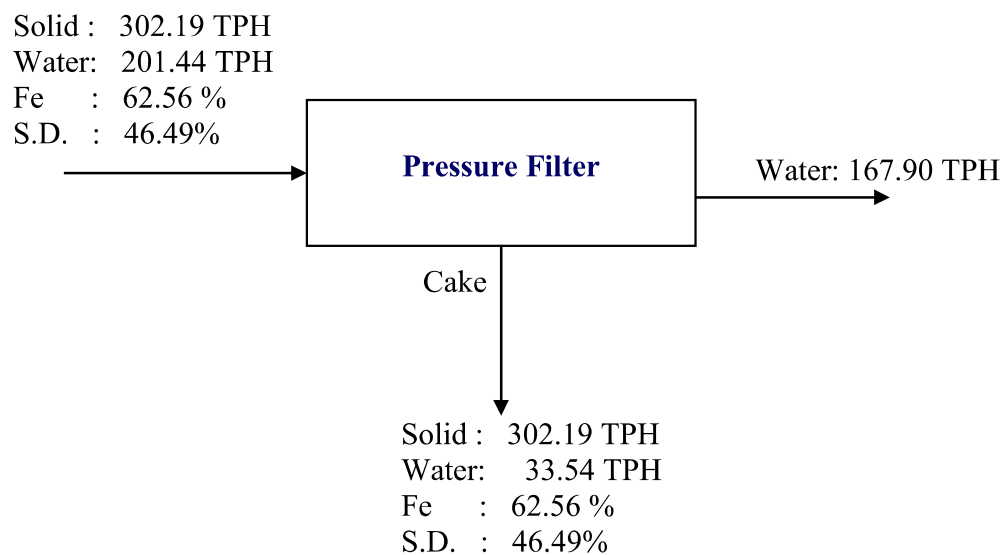 Solid : 302.19 TPH
Water: 201.44 TPH
Fe : 62.56 %
S.D. : 46.49%
Pressure Filter
Water: 167.90 TPH
Cake
Solid : 302.19 TPH
Water: 33.54 TPH
Fe : 62.56 %
S.D. : 46.49%